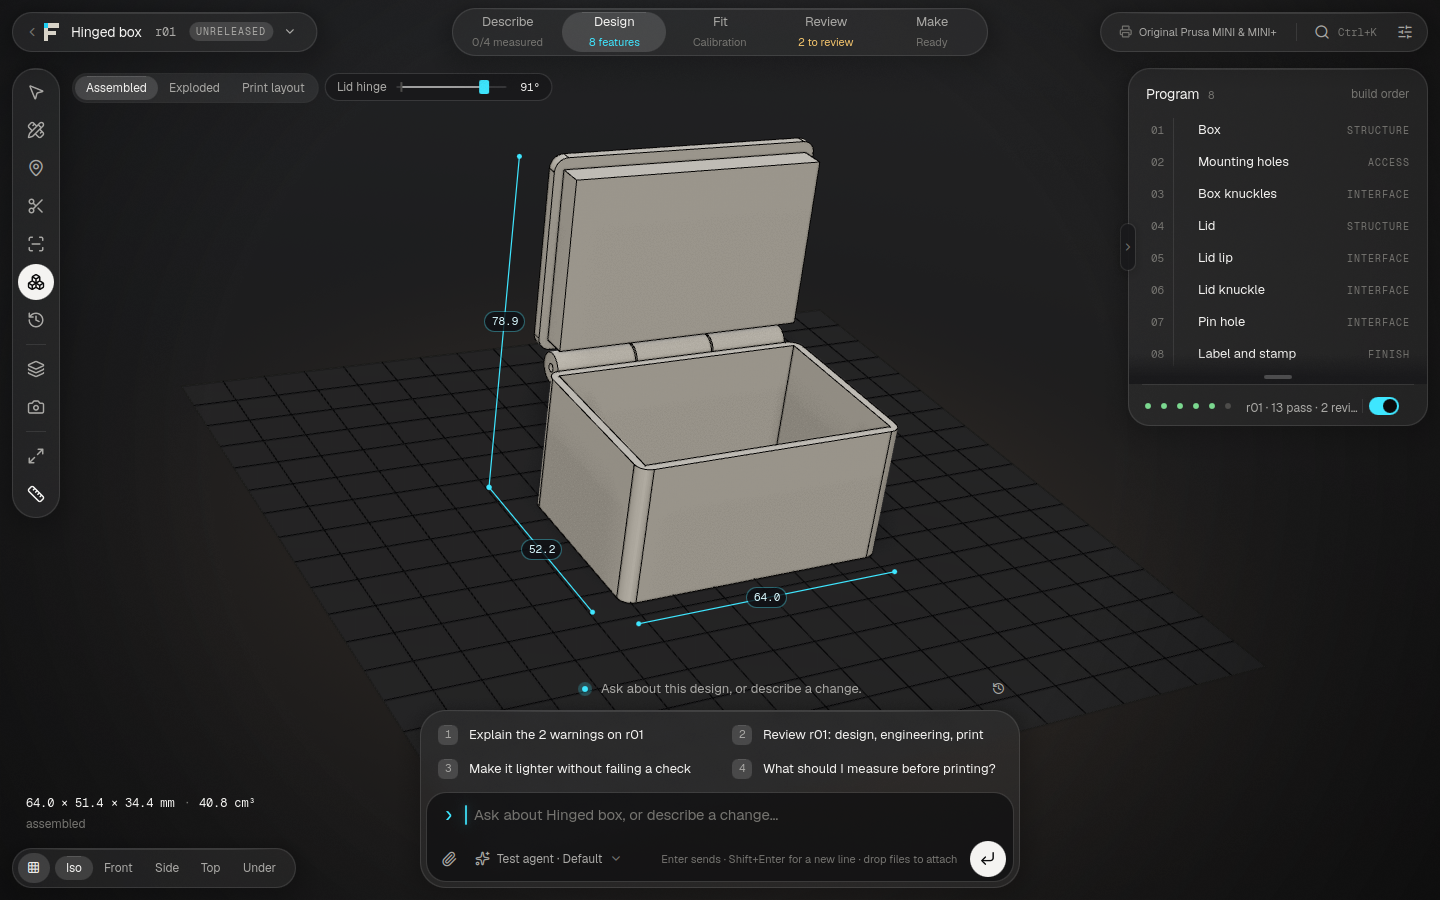 Hinged box r01 UNRELEASED
Describe
0/4 measured
Design
8 features
Fit
Calibration
Review
2 to review
Make
Ready
Original Prusa MINI & MINI+
Ctrl+K
Assembled Exploded Print layout
Lid hinge 91°
Program 8 build order
01 Box STRUCTURE
02 Mounting holes ACCESS
03 Box knuckles INTERFACE
04 Lid STRUCTURE
05 Lid lip INTERFACE
06 Lid knuckle INTERFACE
07 Pin hole INTERFACE
08 Label and stamp FINISH
r01 · 13 pass · 2 revi...
78.9
52.2
64.0
Ask about this design, or describe a change.
1 Explain the 2 warnings on r01
2 Review r01: design, engineering, print
3 Make it lighter without failing a check
4 What should I measure before printing?
Ask about Hinged box, or describe a change...
Test agent · Default
Enter sends · Shift+Enter for a new line · drop files to attach
64.0 × 51.4 × 34.4 mm · 40.8 cm³
assembled
Iso Front Side Top Under